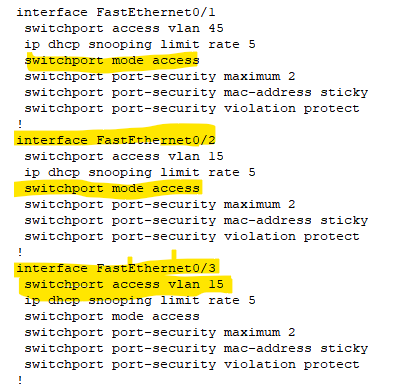 interface FastEthernet0/1
switchport access vlan 45
ip dhcp snooping limit rate 5
switchport mode access
switchport port-security maximum 2
switchport port-security mac-address sticky
switchport port-security violation protect
!
interface FastEthernet0/2
switchport access vlan 15
ip dhcp snooping limit rate 5
switchport mode access
switchport port-security maximum 2
switchport port-security mac-address sticky
switchport port-security violation protect
!
interface FastEthernet0/3
switchport access vlan 15
ip dhcp snooping limit rate 5
switchport mode access
switchport port-security maximum 2
switchport port-security mac-address sticky
switchport port-security violation protect
!